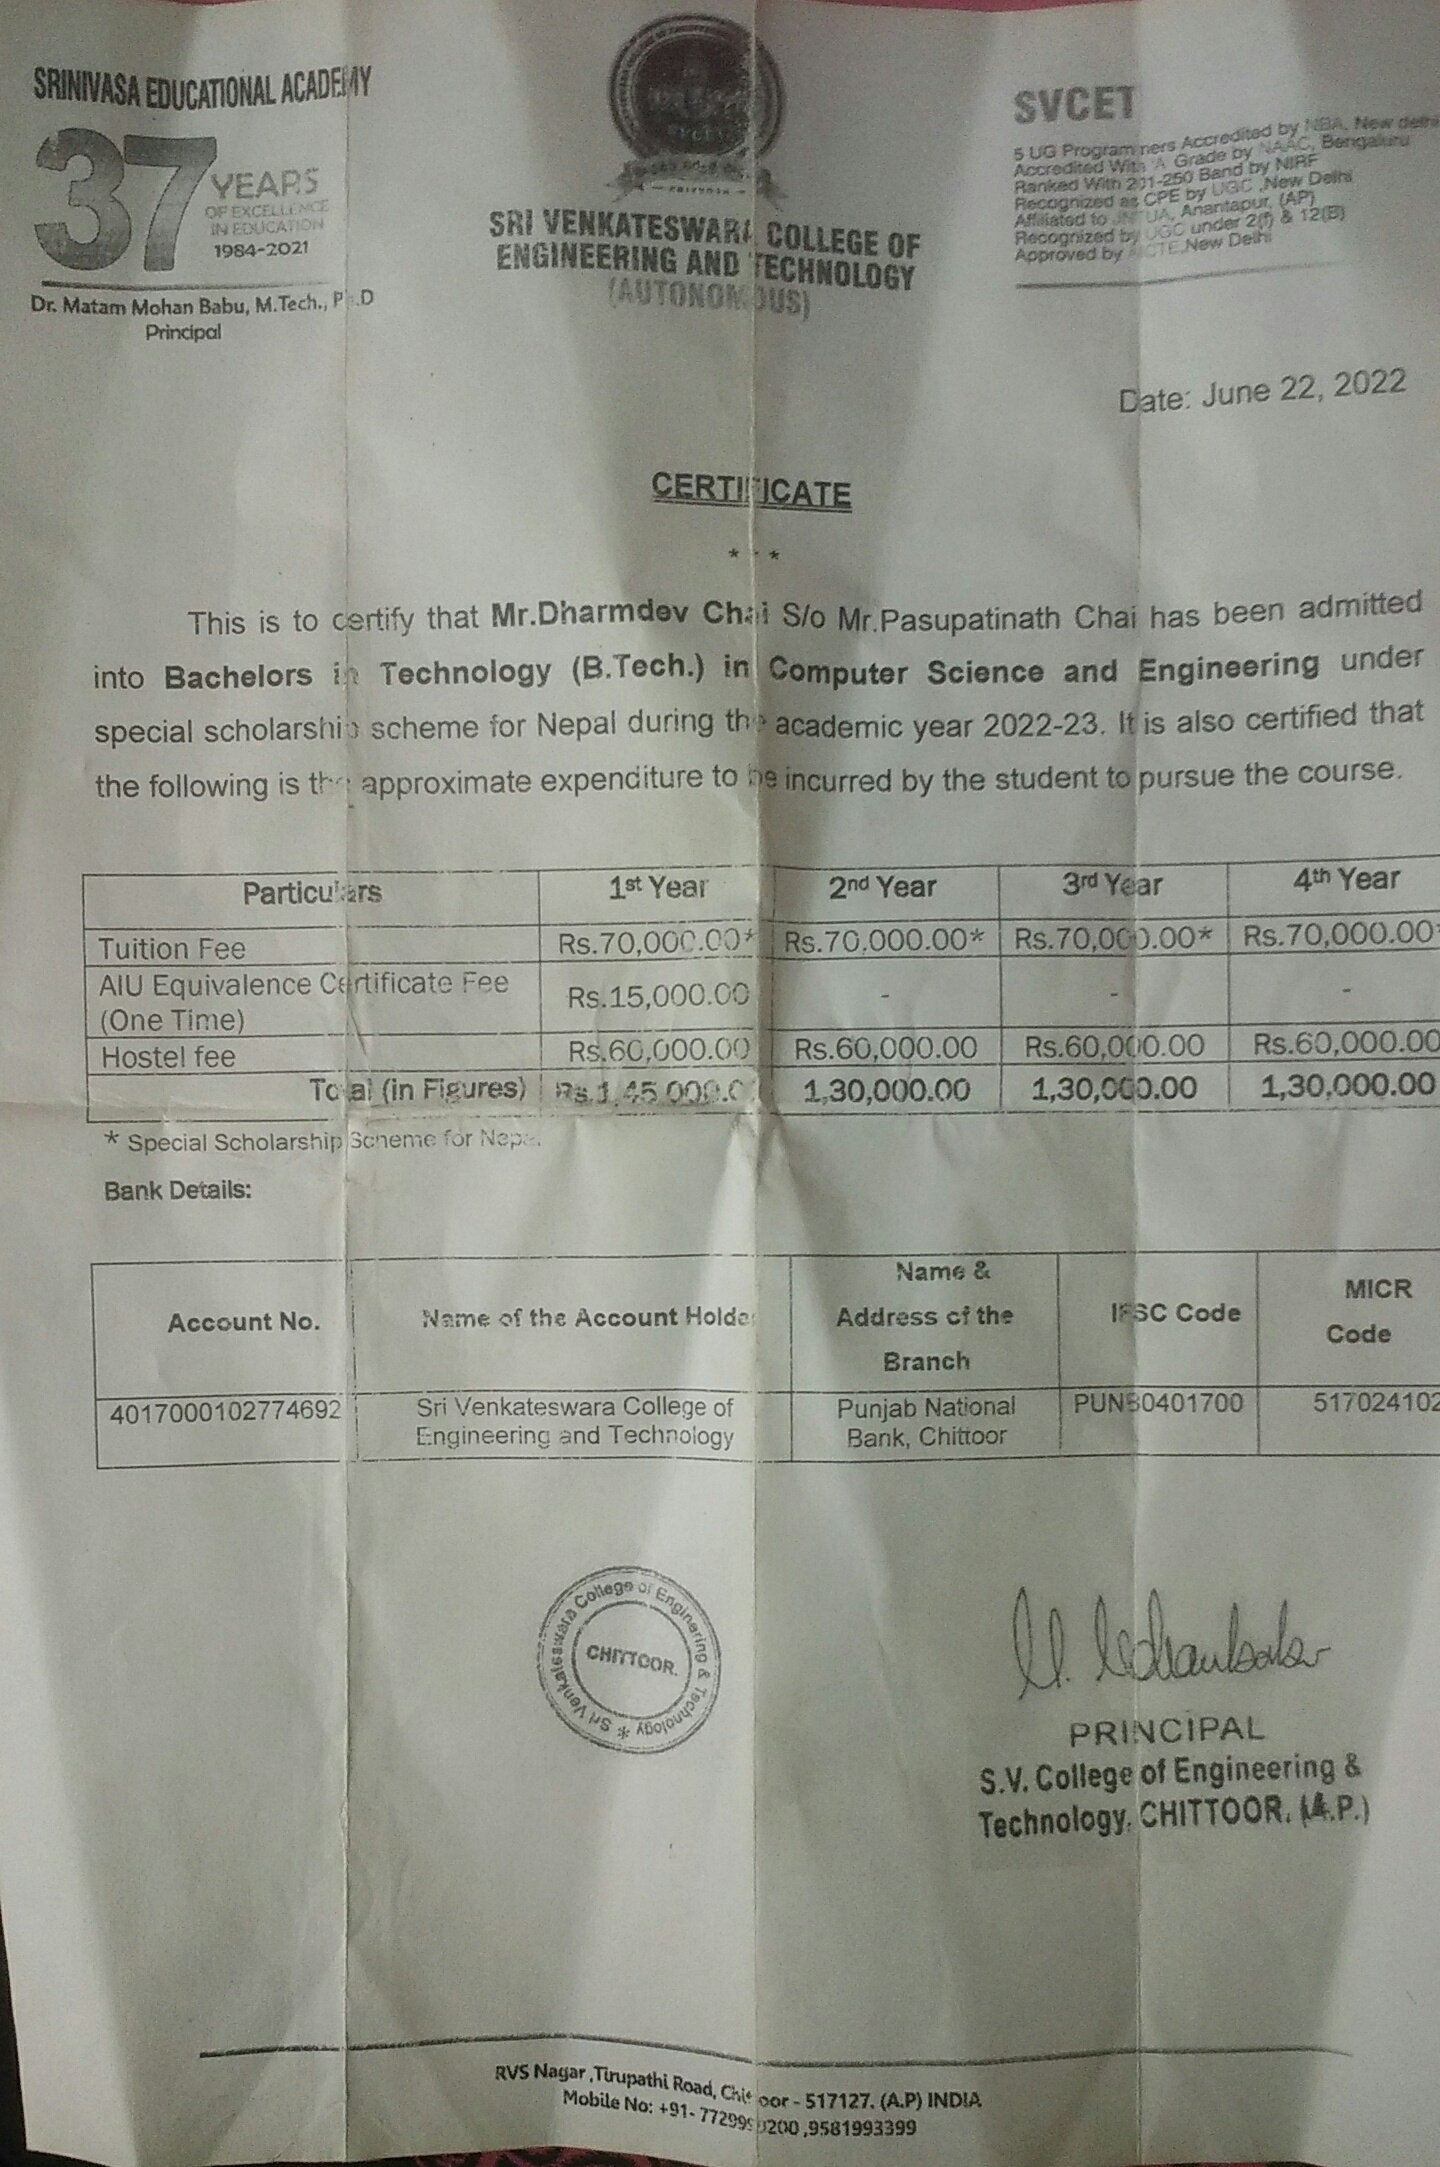 SRINIVASA EDUCATIONAL ACADEMY
37 YEARS
OF EXCELLENCE
IN EDUCATION
1984-2021
Dr. Matam Mohan Babu, M.Tech., Ph.D
Principal
SRI VENKATESWARA COLLEGE OF
ENGINEERING AND TECHNOLOGY
(AUTONOMOUS)
SVCET
5 UG Programmers Accredited by NBA, New delhi
Accredited With 'A' Grade by NAAC, Bengaluru
Ranked With 201-250 Band by NIRF
Recognized as CPE by UGC ,New Delhi
Affiliated to JNTUA, Anantapur, (AP)
Recognized by UGC under 2(f) & 12(B)
Approved by AICTE,New Delhi
Date: June 22, 2022
CERTIFICATE
* * *
This is to certify that Mr.Dharmdev Chai S/o Mr.Pasupatinath Chai has been admitted
into Bachelors in Technology (B.Tech.) in Computer Science and Engineering under
special scholarship scheme for Nepal during the academic year 2022-23. It is also certified that
the following is the approximate expenditure to be incurred by the student to pursue the course.
Particulars 1st Year 2nd Year 3rd Year 4th Year
Tuition Fee Rs.70,000.00* Rs.70.000.00* Rs.70,000.00* Rs.70,000.00*
AIU Equivalence Certificate Fee
(One Time) Rs.15,000.00 - - -
Hostel fee Rs.60,000.00 Rs.60,000.00 Rs.60,000.00 Rs.60,000.00
Total (in Figures) Rs.1,45,000.00 1,30,000.00 1,30,000.00 1,30,000.00
* Special Scholarship Scheme for Nepal.
Bank Details:
Account No. Name of the Account Holder Name & Address of the Branch IFSC Code MICR Code
4017000102774692 Sri Venkateswara College of Engineering and Technology Punjab National Bank, Chittoor PUNB0401700 517024102
Sri Venkateswara College of Enginering & Technology *
CHITTOOR.
PRINCIPAL
S.V. College of Engineering &
Technology, CHITTOOR. (A.P.)
RVS Nagar ,Tirupathi Road, Chittoor - 517127. (A.P) INDIA
Mobile No: +91- ,9581993399